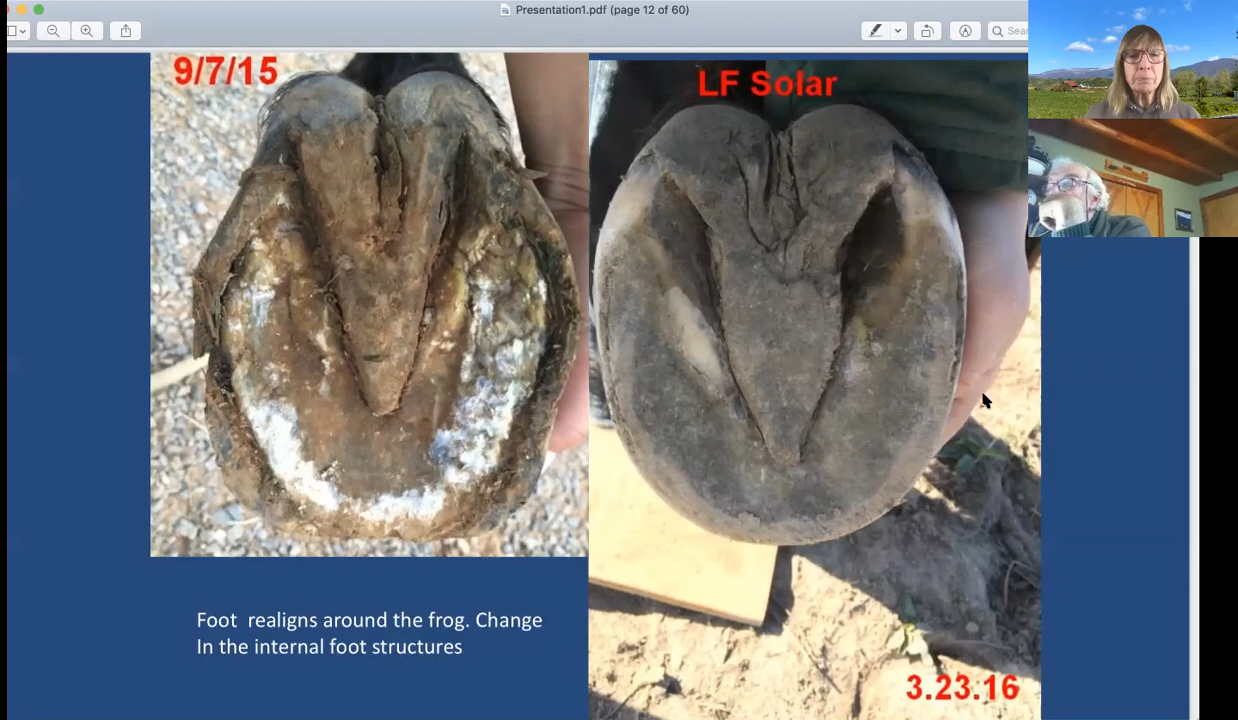 Presentation1.pdf (page 12 of 60)
Sear
9/7/15
LF Solar
Foot realigns around the frog. Change
In the internal foot structures
3.23.16